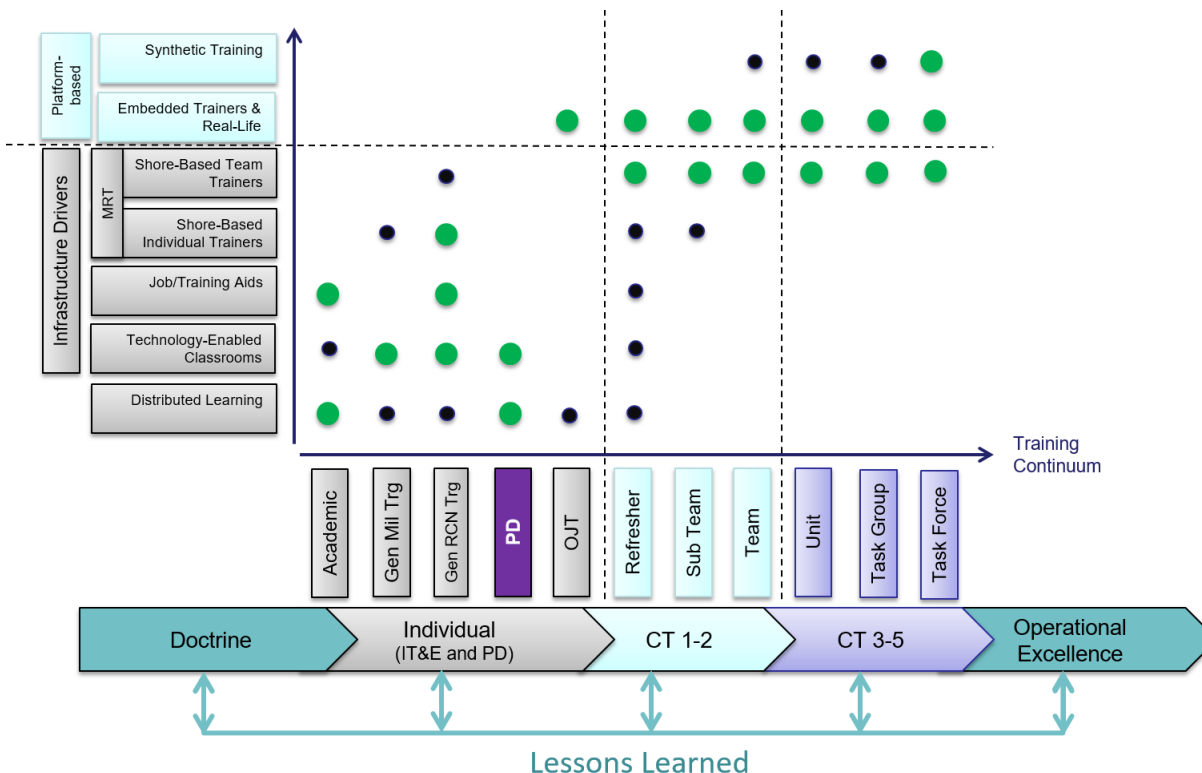 Platform-
based
Synthetic Training
Embedded Trainers &
Real-Life
Infrastructure Drivers
MRT
Shore-Based Team
Trainers
Shore-Based
Individual Trainers
Job/Training Aids
Technology-Enabled
Classrooms
Distributed Learning
Training
Continuum
Academic
Gen Mil Trg
Gen RCN Trg
PD
OJT
Refresher
Sub Team
Team
Unit
Task Group
Task Force
Doctrine
Individual
(IT&E and PD)
CT 1-2
CT 3-5
Operational
Excellence
Lessons Learned